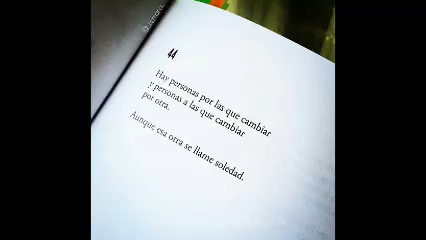 44
Hay personas por las que cambiar
y personas a las que cambiar
por otra.
Aunque esa otra se llame soledad.